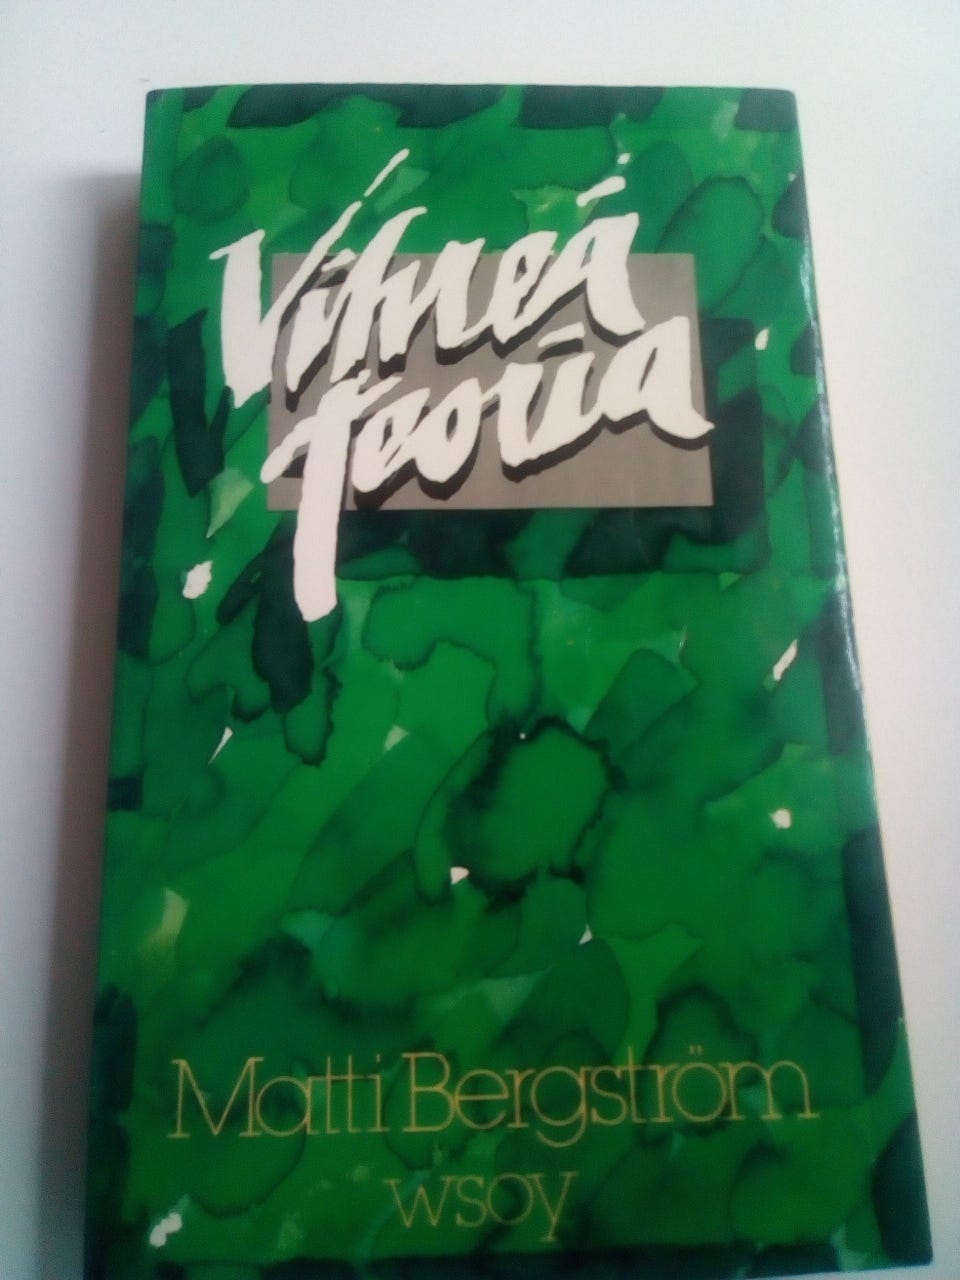 Vihreä
teoria
Matti Bergström
WSOY